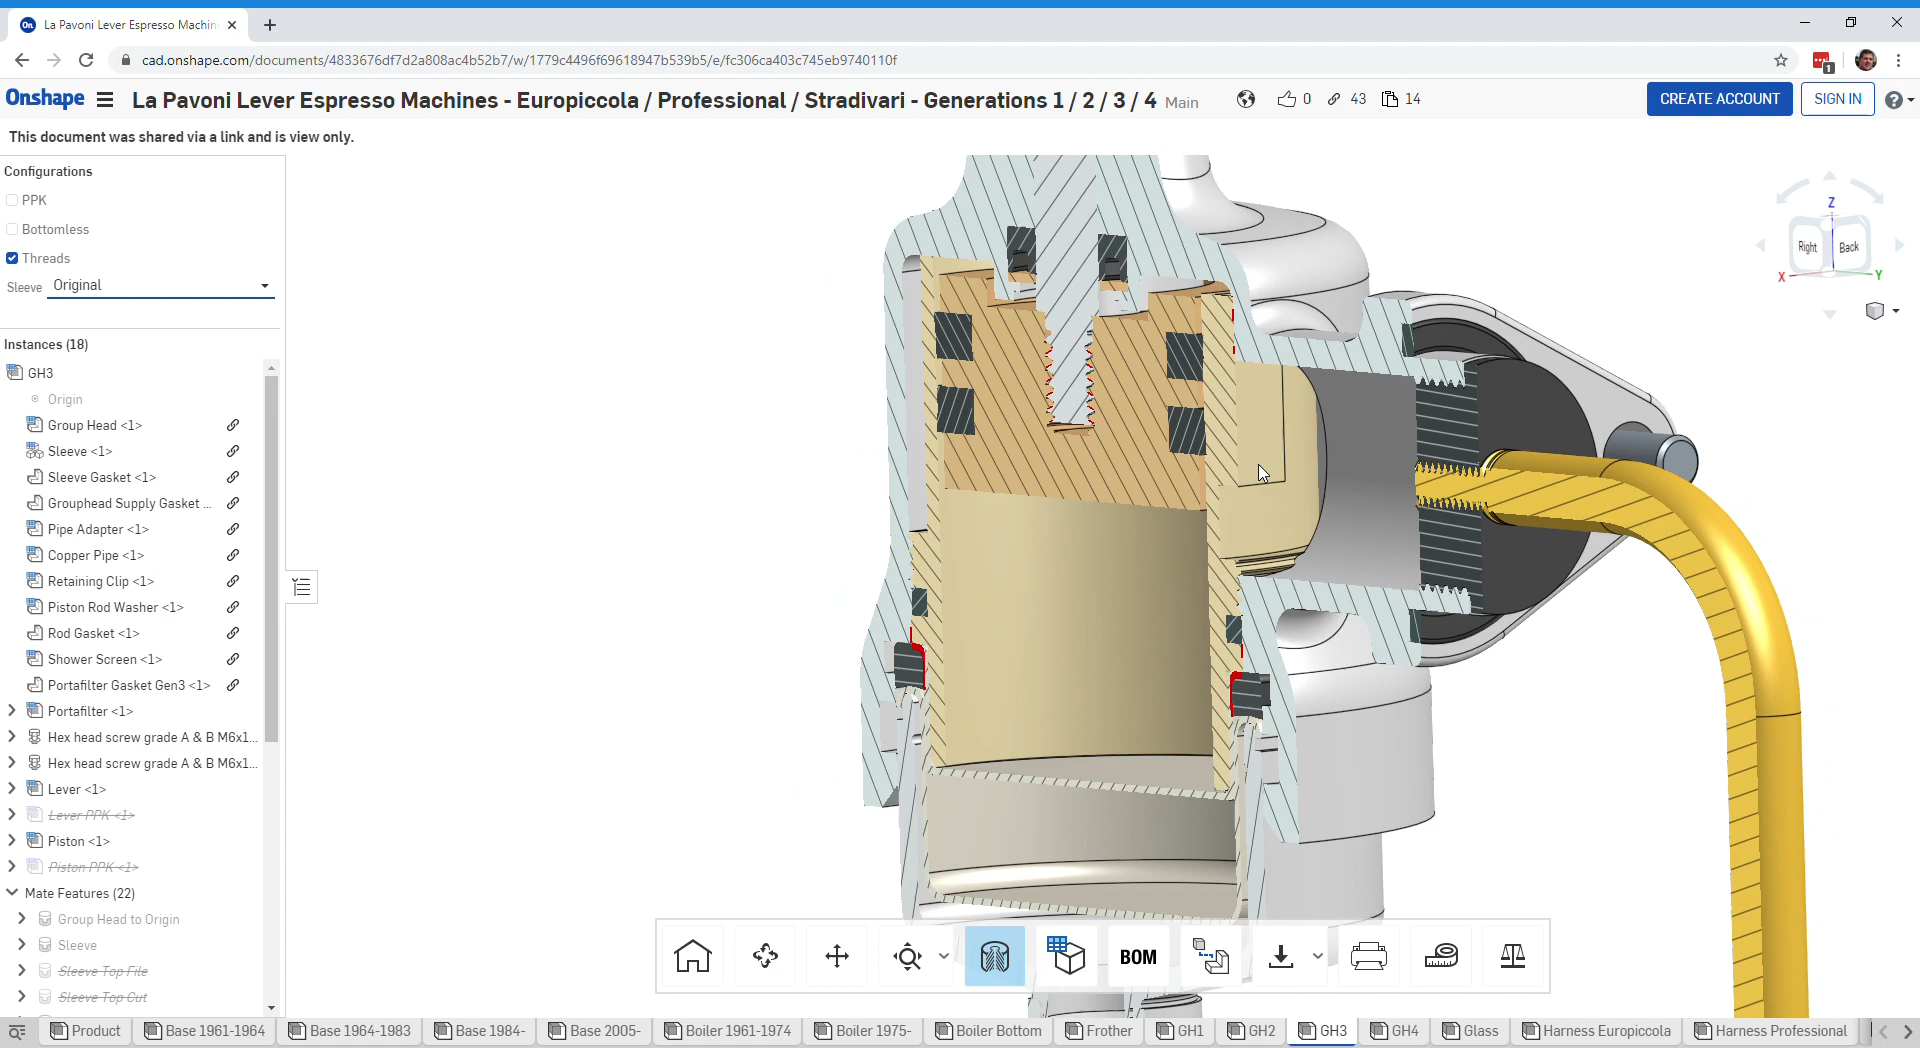 La Pavoni Lever Espresso Machin
cad.onshape.com/documents/4833676df7d2a808ac4b52b7/w/1779c4496f69618947b539b5/e/fc306ca403c745eb9740110f
1
Onshape
La Pavoni Lever Espresso Machines - Europiccola / Professional / Stradivari - Generations 1 / 2 / 3 / 4 Main
0
43
14
CREATE ACCOUNT
SIGN IN
This document was shared via a link and is view only.
Configurations
PPK
Bottomless
Threads
Sleeve Original
Instances (18)
GH3
Origin
Group Head <1>
Sleeve <1>
Sleeve Gasket <1>
Grouphead Supply Gasket ...
Pipe Adapter <1>
Copper Pipe <1>
Retaining Clip <1>
Piston Rod Washer <1>
Rod Gasket <1>
Shower Screen <1>
Portafilter Gasket Gen3 <1>
Portafilter <1>
Hex head screw grade A & B M6x1...
Hex head screw grade A & B M6x1...
Lever <1>
Lever PPK <1>
Piston <1>
Piston PPK <1>
Mate Features (22)
Group Head to Origin
Sleeve
Sleeve Top File
Sleeve Top Cut
Z
Right
Back
X
Y
BOM
Product
Base 1961-1964
Base 1964-1983
Base 1984-
Base 2005-
Boiler 1961-1974
Boiler 1975-
Boiler Bottom
Frother
GH1
GH2
GH3
GH4
Glass
Harness Europiccola
Harness Professional